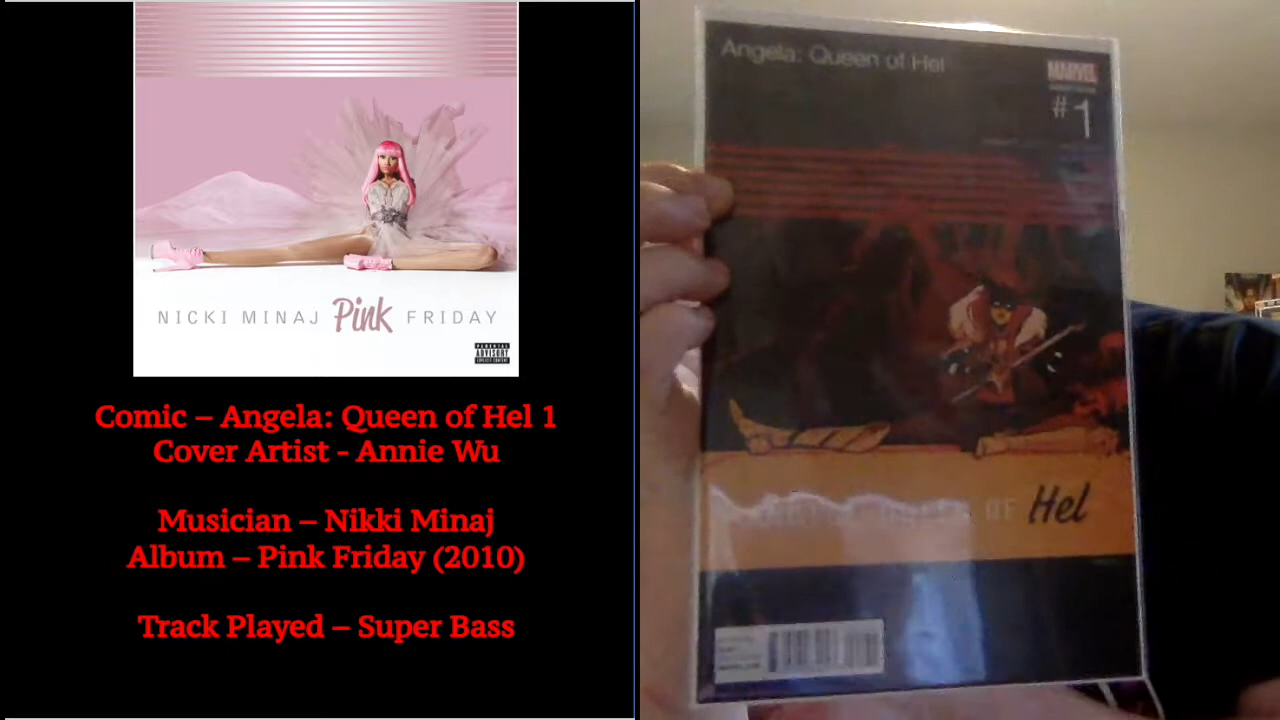 NICKI MINAJ Pink FRIDAY
PARENTAL
ADVISORY
EXPLICIT CONTENT
Comic – Angela: Queen of Hel 1
Cover Artist - Annie Wu
Musician – Nikki Minaj
Album – Pink Friday (2010)
Track Played – Super Bass
Angela: Queen of Hel
MARVEL
#1
OF Hel